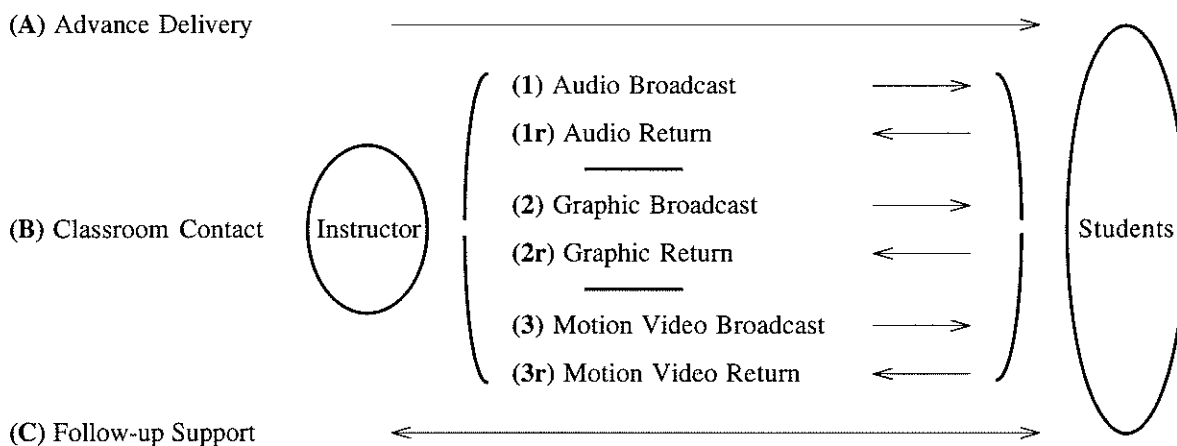 (A) Advance Delivery
(1) Audio Broadcast
(1r) Audio Return
(2) Graphic Broadcast
(B) Classroom Contact Instructor Students
(2r) Graphic Return
(3) Motion Video Broadcast
(3r) Motion Video Return
(C) Follow-up Support